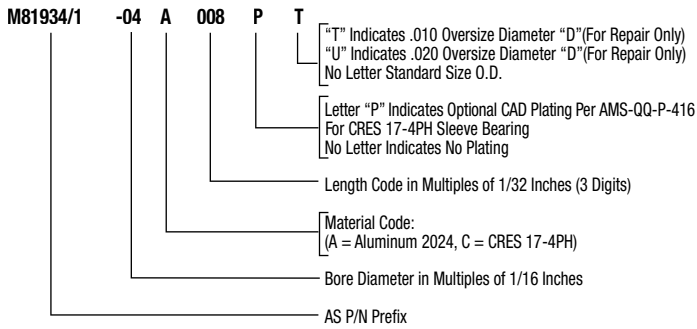 M81934/1 -04 A 008 P T
“T” Indicates .010 Oversize Diameter “D”(For Repair Only)
“U” Indicates .020 Oversize Diameter “D”(For Repair Only)
No Letter Standard Size O.D.
Letter “P” Indicates Optional CAD Plating Per AMS-QQ-P-416
For CRES 17-4PH Sleeve Bearing
No Letter Indicates No Plating
Length Code in Multiples of 1/32 Inches (3 Digits)
Material Code:
(A = Aluminum 2024, C = CRES 17-4PH)
Bore Diameter in Multiples of 1/16 Inches
AS P/N Prefix